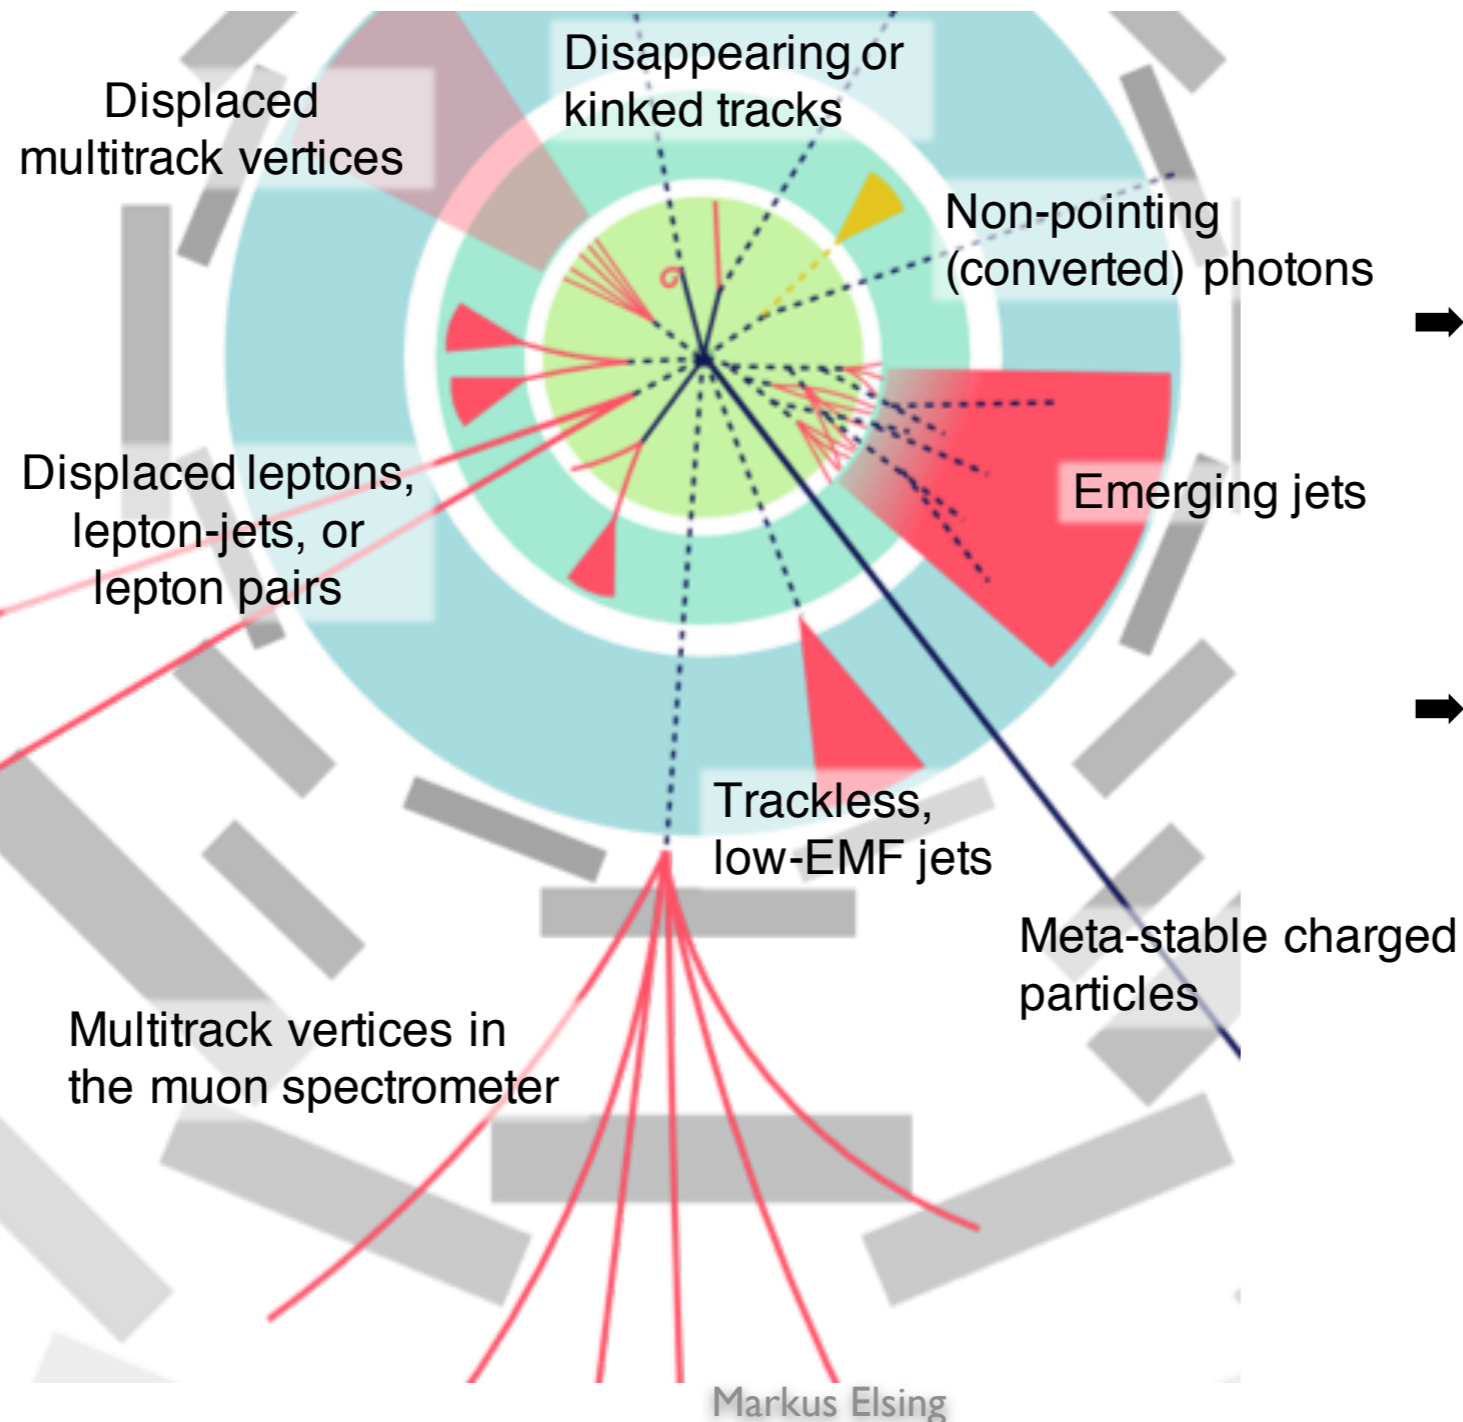 Disappearing or
kinked tracks
Displaced
multitrack vertices
Non-pointing
(converted) photons
Displaced leptons,
lepton-jets, or
lepton pairs
Emerging jets
Trackless,
low-EMF jets
Meta-stable charged
particles
Multitrack vertices in
the muon spectrometer
Markus Elsing